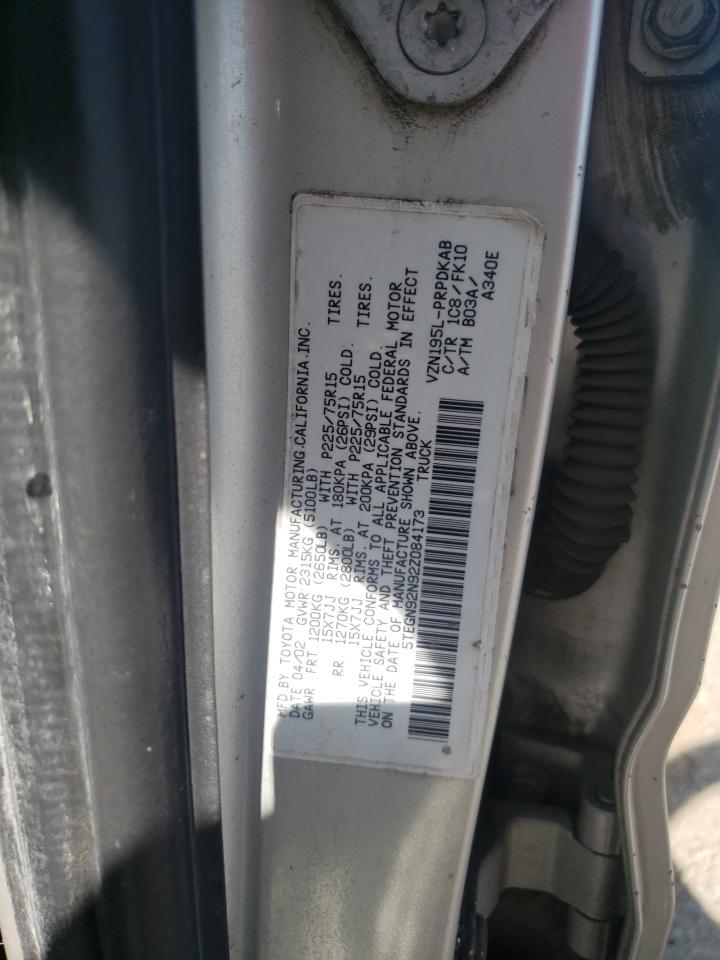 MFD.BY TOYOTA MOTOR MANUFACTURING.CALIFORNIA.INC.
DATE 04/02 GVWR 2315KG (5100LB)
GAWR FRT 1200KG (2650LB) WITH P225/75R15 TIRES.
15X7JJ RIMS. AT 180KPA (26PSI) COLD.
RR 1270KG (2800LB) WITH P225/75R15 TIRES.
15X7JJ RIMS. AT 200KPA (29PSI) COLD.
THIS VEHICLE CONFORMS TO ALL APPLICABLE FEDERAL MOTOR
VEHICLE SAFETY AND THEFT PREVENTION STANDARDS IN EFFECT
ON THE DATE OF MANUFACTURE SHOWN ABOVE.
5TEGN92N92Z084173 TRUCK
VZN195L-PRPDKAB
C/TR 1C8/FK10
A/TM B03A/
A340E